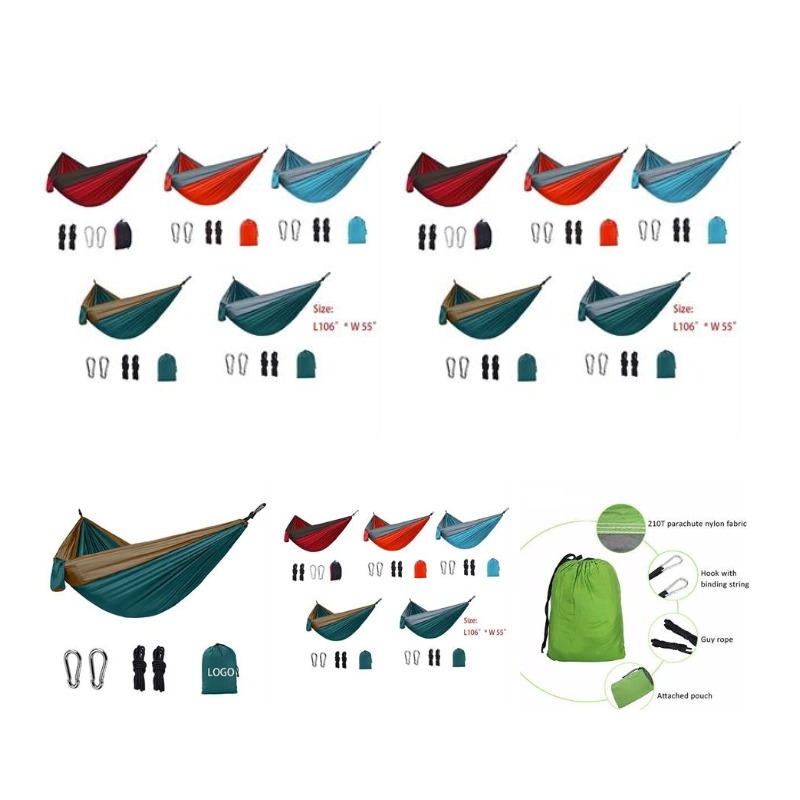 Size:
L106" * W 55"
Size:
L106" * W 55"
LOGO
Size:
L106" * W 55"
210T parachute nylon fabric
Hook with
binding string
Guy rope
Attached pouch